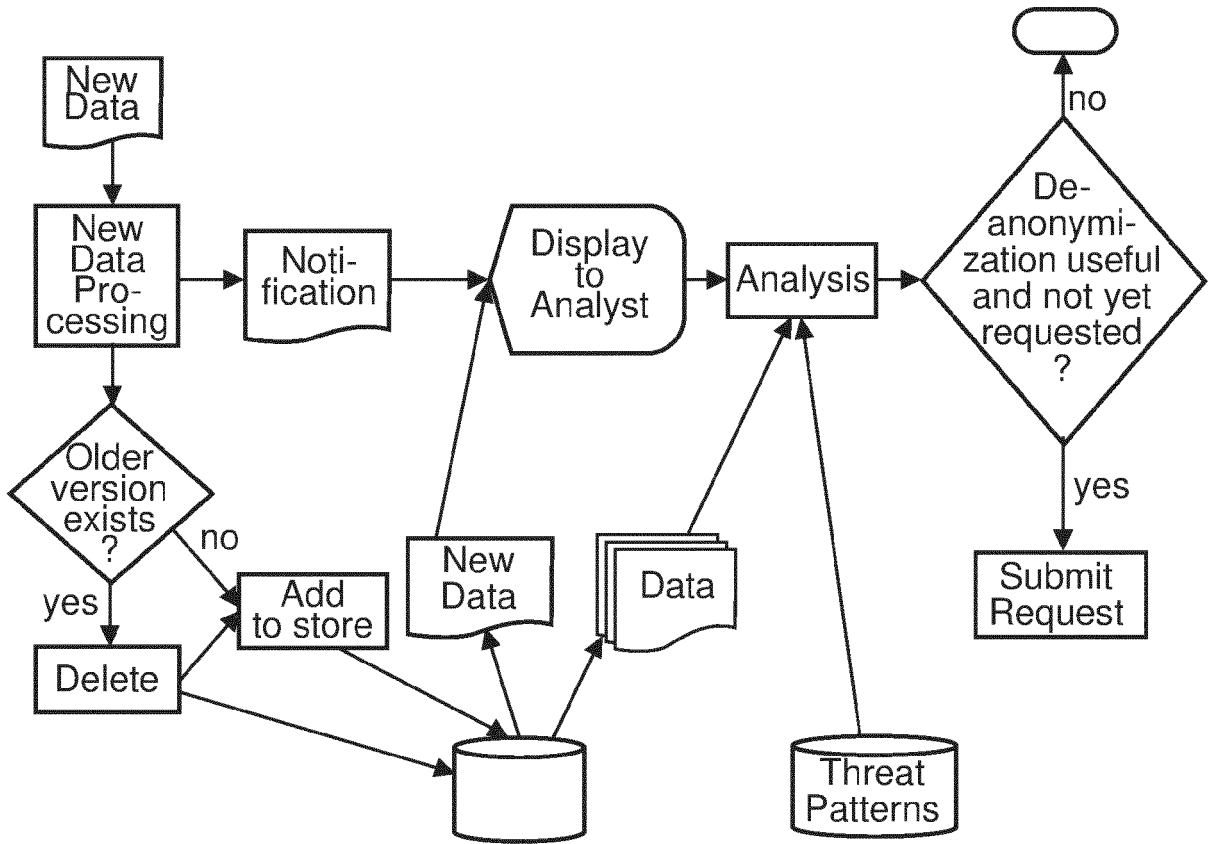 New
Data
New
Data
Pro-
cessing
Noti-
fication
Display
to
Analyst
Analysis
De-
anonymi-
zation useful
and not yet
requested
?
no
yes
Submit
Request
Older
version
exists
?
no
yes
Add
to store
Delete
New
Data
Data
Threat
Patterns